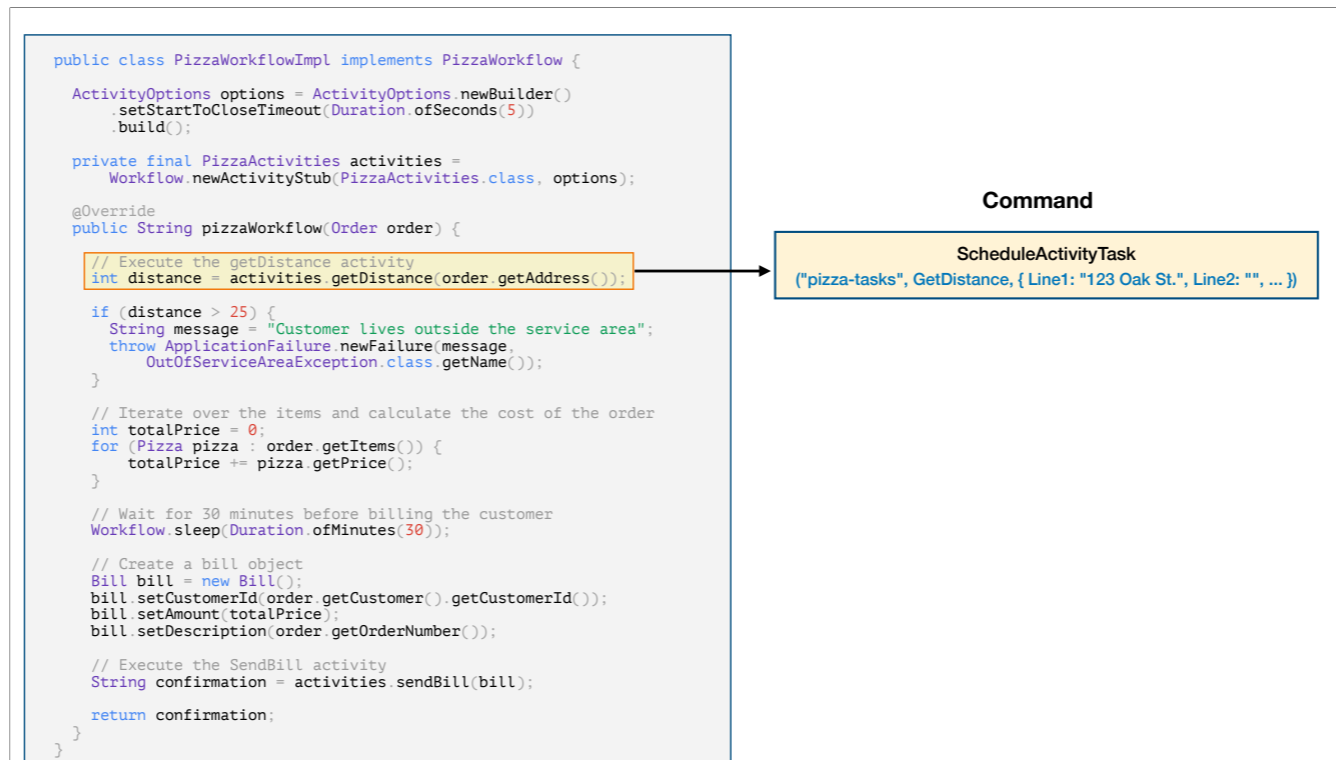 public class PizzaWorkflowImpl implements PizzaWorkflow {
ActivityOptions options = ActivityOptions.newBuilder()
.setStartToCloseTimeout(Duration.ofSeconds(5))
.build();
private final PizzaActivities activities =
Workflow.newActivityStub(PizzaActivities.class, options);
@Override
public String pizzaWorkflow(Order order) {
// Execute the getDistance activity
int distance = activities.getDistance(order.getAddress());
if (distance > 25) {
String message = "Customer lives outside the service area";
throw ApplicationFailure.newFailure(message,
OutOfServiceAreaException.class.getName());
}
// Iterate over the items and calculate the cost of the order
int totalPrice = 0;
for (Pizza pizza : order.getItems()) {
totalPrice += pizza.getPrice();
}
// Wait for 30 minutes before billing the customer
Workflow.sleep(Duration.ofMinutes(30));
// Create a bill object
Bill bill = new Bill();
bill.setCustomerId(order.getCustomer().getCustomerId());
bill.setAmount(totalPrice);
bill.setDescription(order.getOrderNumber());
// Execute the SendBill activity
String confirmation = activities.sendBill(bill);
return confirmation;
}
}
Command
ScheduleActivityTask
("pizza-tasks", GetDistance, { Line1: "123 Oak St.", Line2: "", ... })